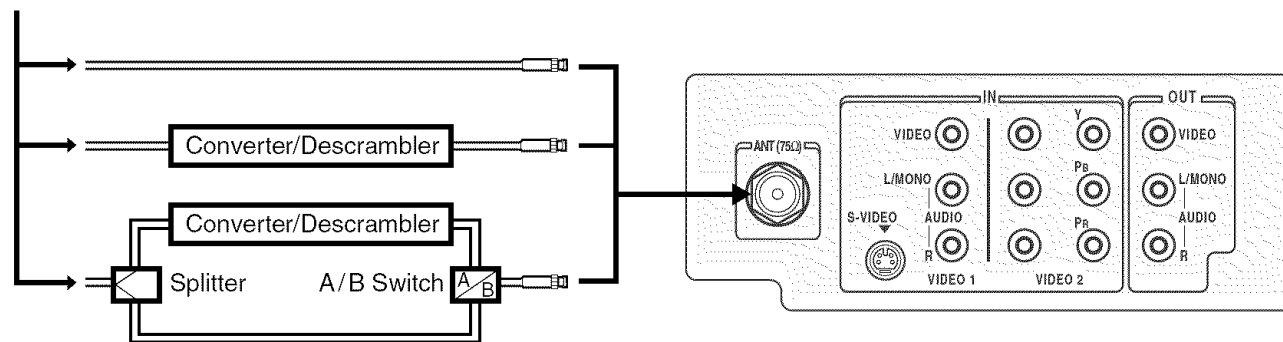 Converter/Descrambler
Converter/Descrambler
Splitter
A/B Switch
A/B
ANT (75Ω)
IN
OUT
VIDEO
Y
VIDEO
L/MONO
PB
L/MONO
S-VIDEO
AUDIO
PR
AUDIO
R
R
VIDEO 1
VIDEO 2